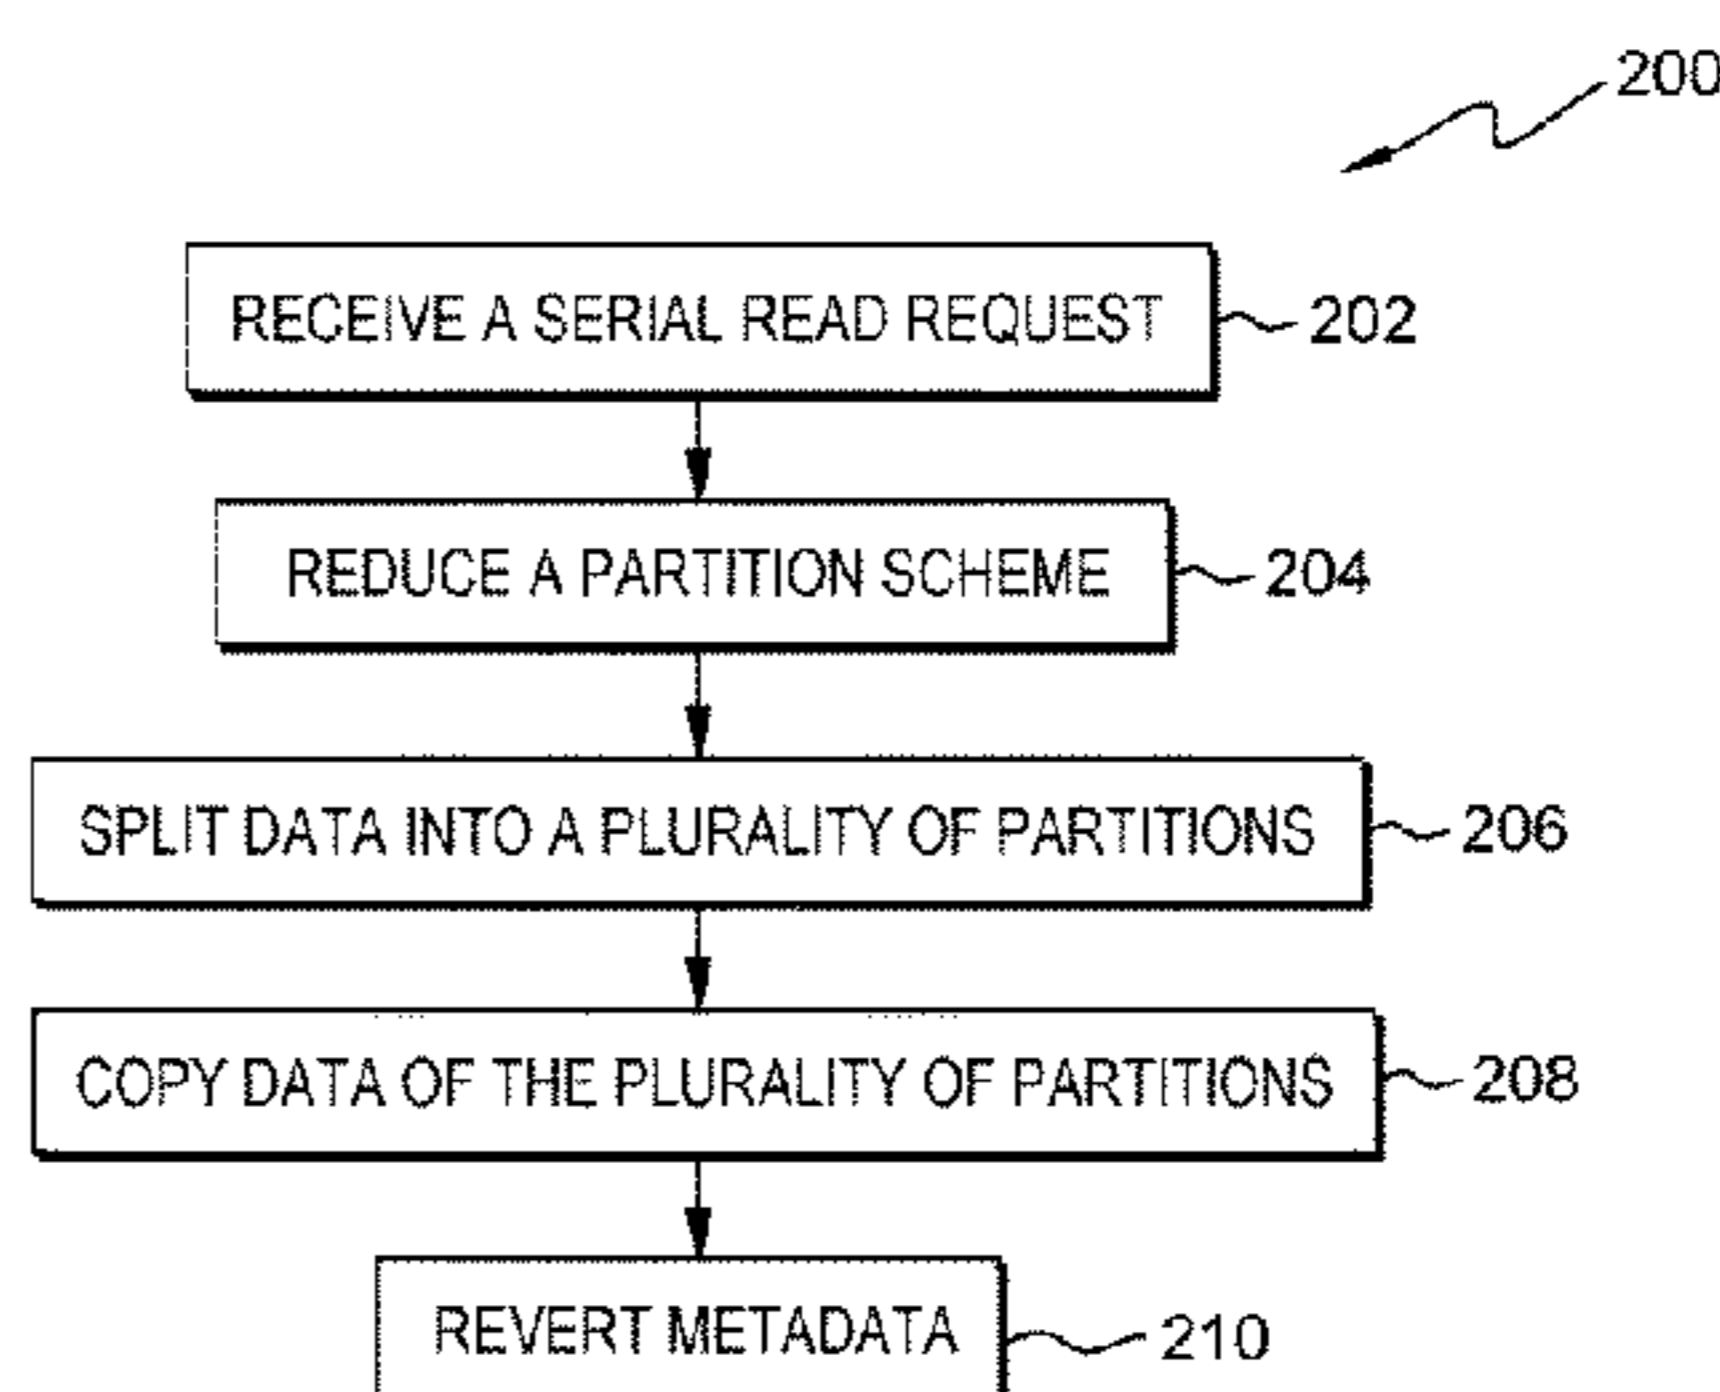 200
RECEIVE A SERIAL READ REQUEST 202
REDUCE A PARTITION SCHEME 204
SPLIT DATA INTO A PLURALITY OF PARTITIONS 206
COPY DATA OF THE PLURALITY OF PARTITIONS 208
REVERT METADATA 210